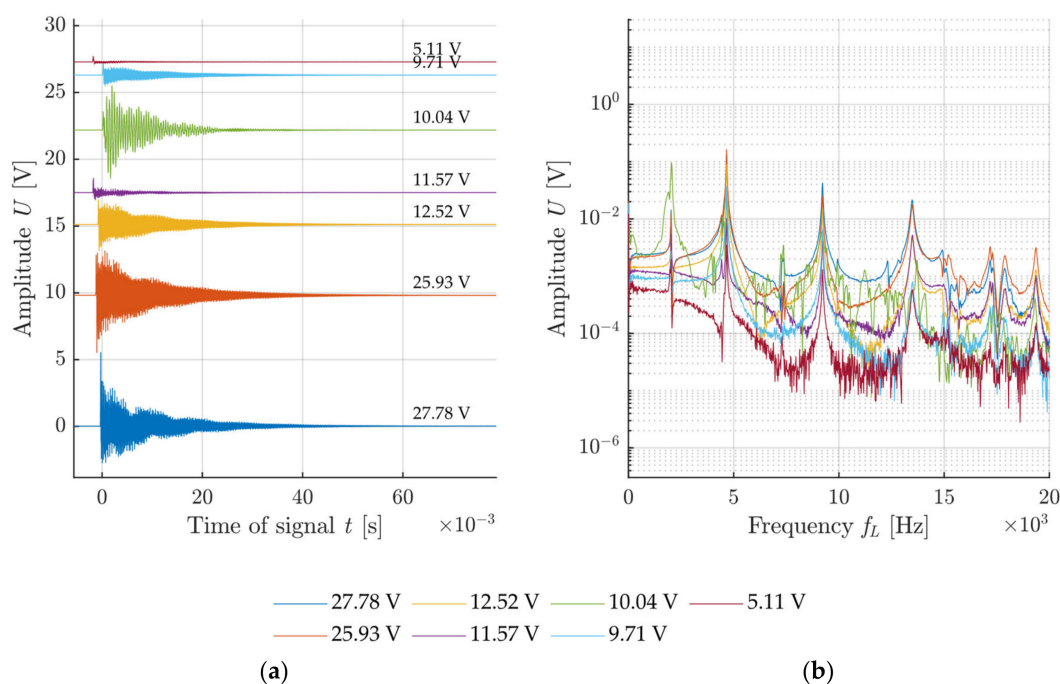 30
25
20
15
10
5
0
Amplitude U [V]
5.11 V
9.71 V
10.04 V
11.57 V
12.52 V
25.93 V
27.78 V
0 20 40 60
Time of signal t [s] ×10⁻³
10⁰
10⁻²
10⁻⁴
10⁻⁶
Amplitude U [V]
0 5 10 15 20
Frequency f_L [Hz] ×10³
27.78 V 12.52 V 10.04 V 5.11 V
25.93 V 11.57 V 9.71 V
(a) (b)